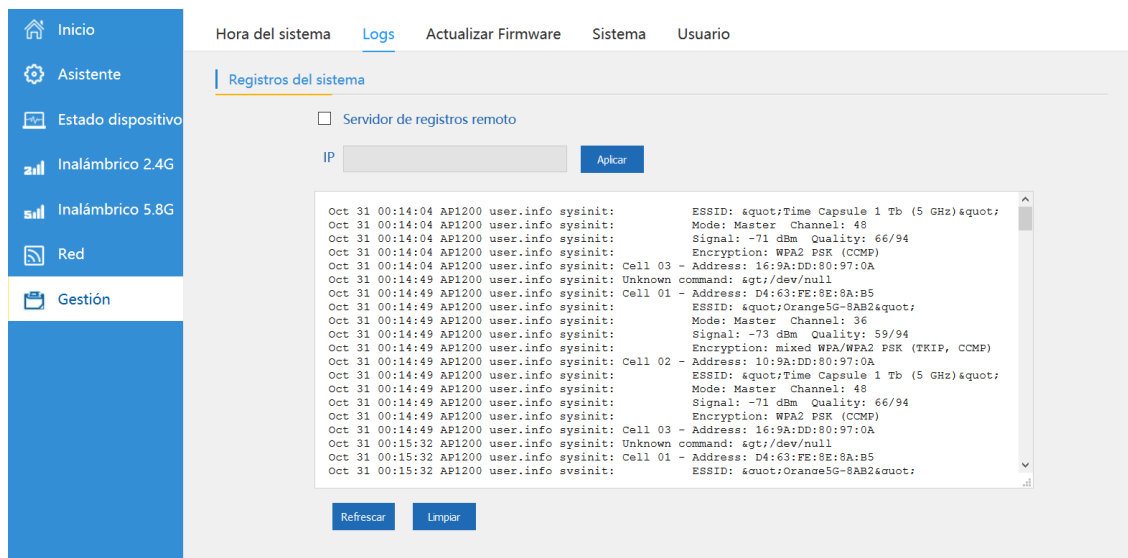 Inicio
Asistente
Estado dispositivo
Inalámbrico 2.4G
Inalámbrico 5.8G
Red
Gestión
Hora del sistema Logs Actualizar Firmware Sistema Usuario
Registros del sistema
Servidor de registros remoto
IP Aplicar
Oct 31 00:14:04 AP1200 user.info sysinit: ESSID: &quot;Time Capsule 1 Tb (5 GHz)&quot;
Oct 31 00:14:04 AP1200 user.info sysinit: Mode: Master Channel: 48
Oct 31 00:14:04 AP1200 user.info sysinit: Signal: -71 dBm Quality: 66/94
Oct 31 00:14:04 AP1200 user.info sysinit: Encryption: WPA2 PSK (CCMP)
Oct 31 00:14:04 AP1200 user.info sysinit: Cell 03 - Address: 16:9A:DD:80:97:0A
Oct 31 00:14:49 AP1200 user.info sysinit: Unknown command: &gt;/dev/null
Oct 31 00:14:49 AP1200 user.info sysinit: Cell 01 - Address: D4:63:FE:8E:8A:B5
Oct 31 00:14:49 AP1200 user.info sysinit: ESSID: &quot;Orange5G-8AB2&quot;
Oct 31 00:14:49 AP1200 user.info sysinit: Mode: Master Channel: 36
Oct 31 00:14:49 AP1200 user.info sysinit: Signal: -73 dBm Quality: 59/94
Oct 31 00:14:49 AP1200 user.info sysinit: Encryption: mixed WPA/WPA2 PSK (TKIP, CCMP)
Oct 31 00:14:49 AP1200 user.info sysinit: Cell 02 - Address: 10:9A:DD:80:97:0A
Oct 31 00:14:49 AP1200 user.info sysinit: ESSID: &quot;Time Capsule 1 Tb (5 GHz)&quot;
Oct 31 00:14:49 AP1200 user.info sysinit: Mode: Master Channel: 48
Oct 31 00:14:49 AP1200 user.info sysinit: Signal: -71 dBm Quality: 66/94
Oct 31 00:14:49 AP1200 user.info sysinit: Encryption: WPA2 PSK (CCMP)
Oct 31 00:14:49 AP1200 user.info sysinit: Cell 03 - Address: 16:9A:DD:80:97:0A
Oct 31 00:15:32 AP1200 user.info sysinit: Unknown command: &gt;/dev/null
Oct 31 00:15:32 AP1200 user.info sysinit: Cell 01 - Address: D4:63:FE:8E:8A:B5
Oct 31 00:15:32 AP1200 user.info sysinit: ESSID: &quot;Orange5G-8AB2&quot;
Refrescar Limpiar